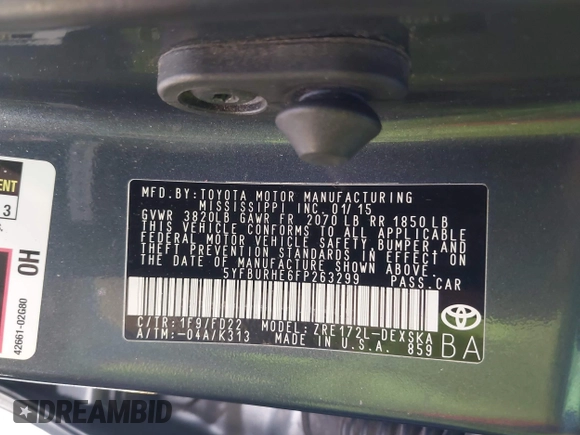 MFD.BY:TOYOTA MOTOR MANUFACTURING
MISSISSIPPI INC.01/15
GVWR 3820LB GAWR FR 2070 LB RR 1850 LB
THIS VEHICLE CONFORMS TO ALL APPLICABLE
FEDERAL MOTOR VEHICLE SAFETY,BUMPER,AND
THEFT PREVENTION STANDARDS IN EFFECT ON
THE DATE OF MANUFACTURE SHOWN ABOVE.
5YFBURHE6FP263299 PASS.CAR
C/TR:1F9/FD22 MODEL:ZRE172L-DEXSKA
A/TM:-04A/K313 MADE IN U.S.A. 859
TOYOTA
BA
42661-02G80
OH
DREAMBID